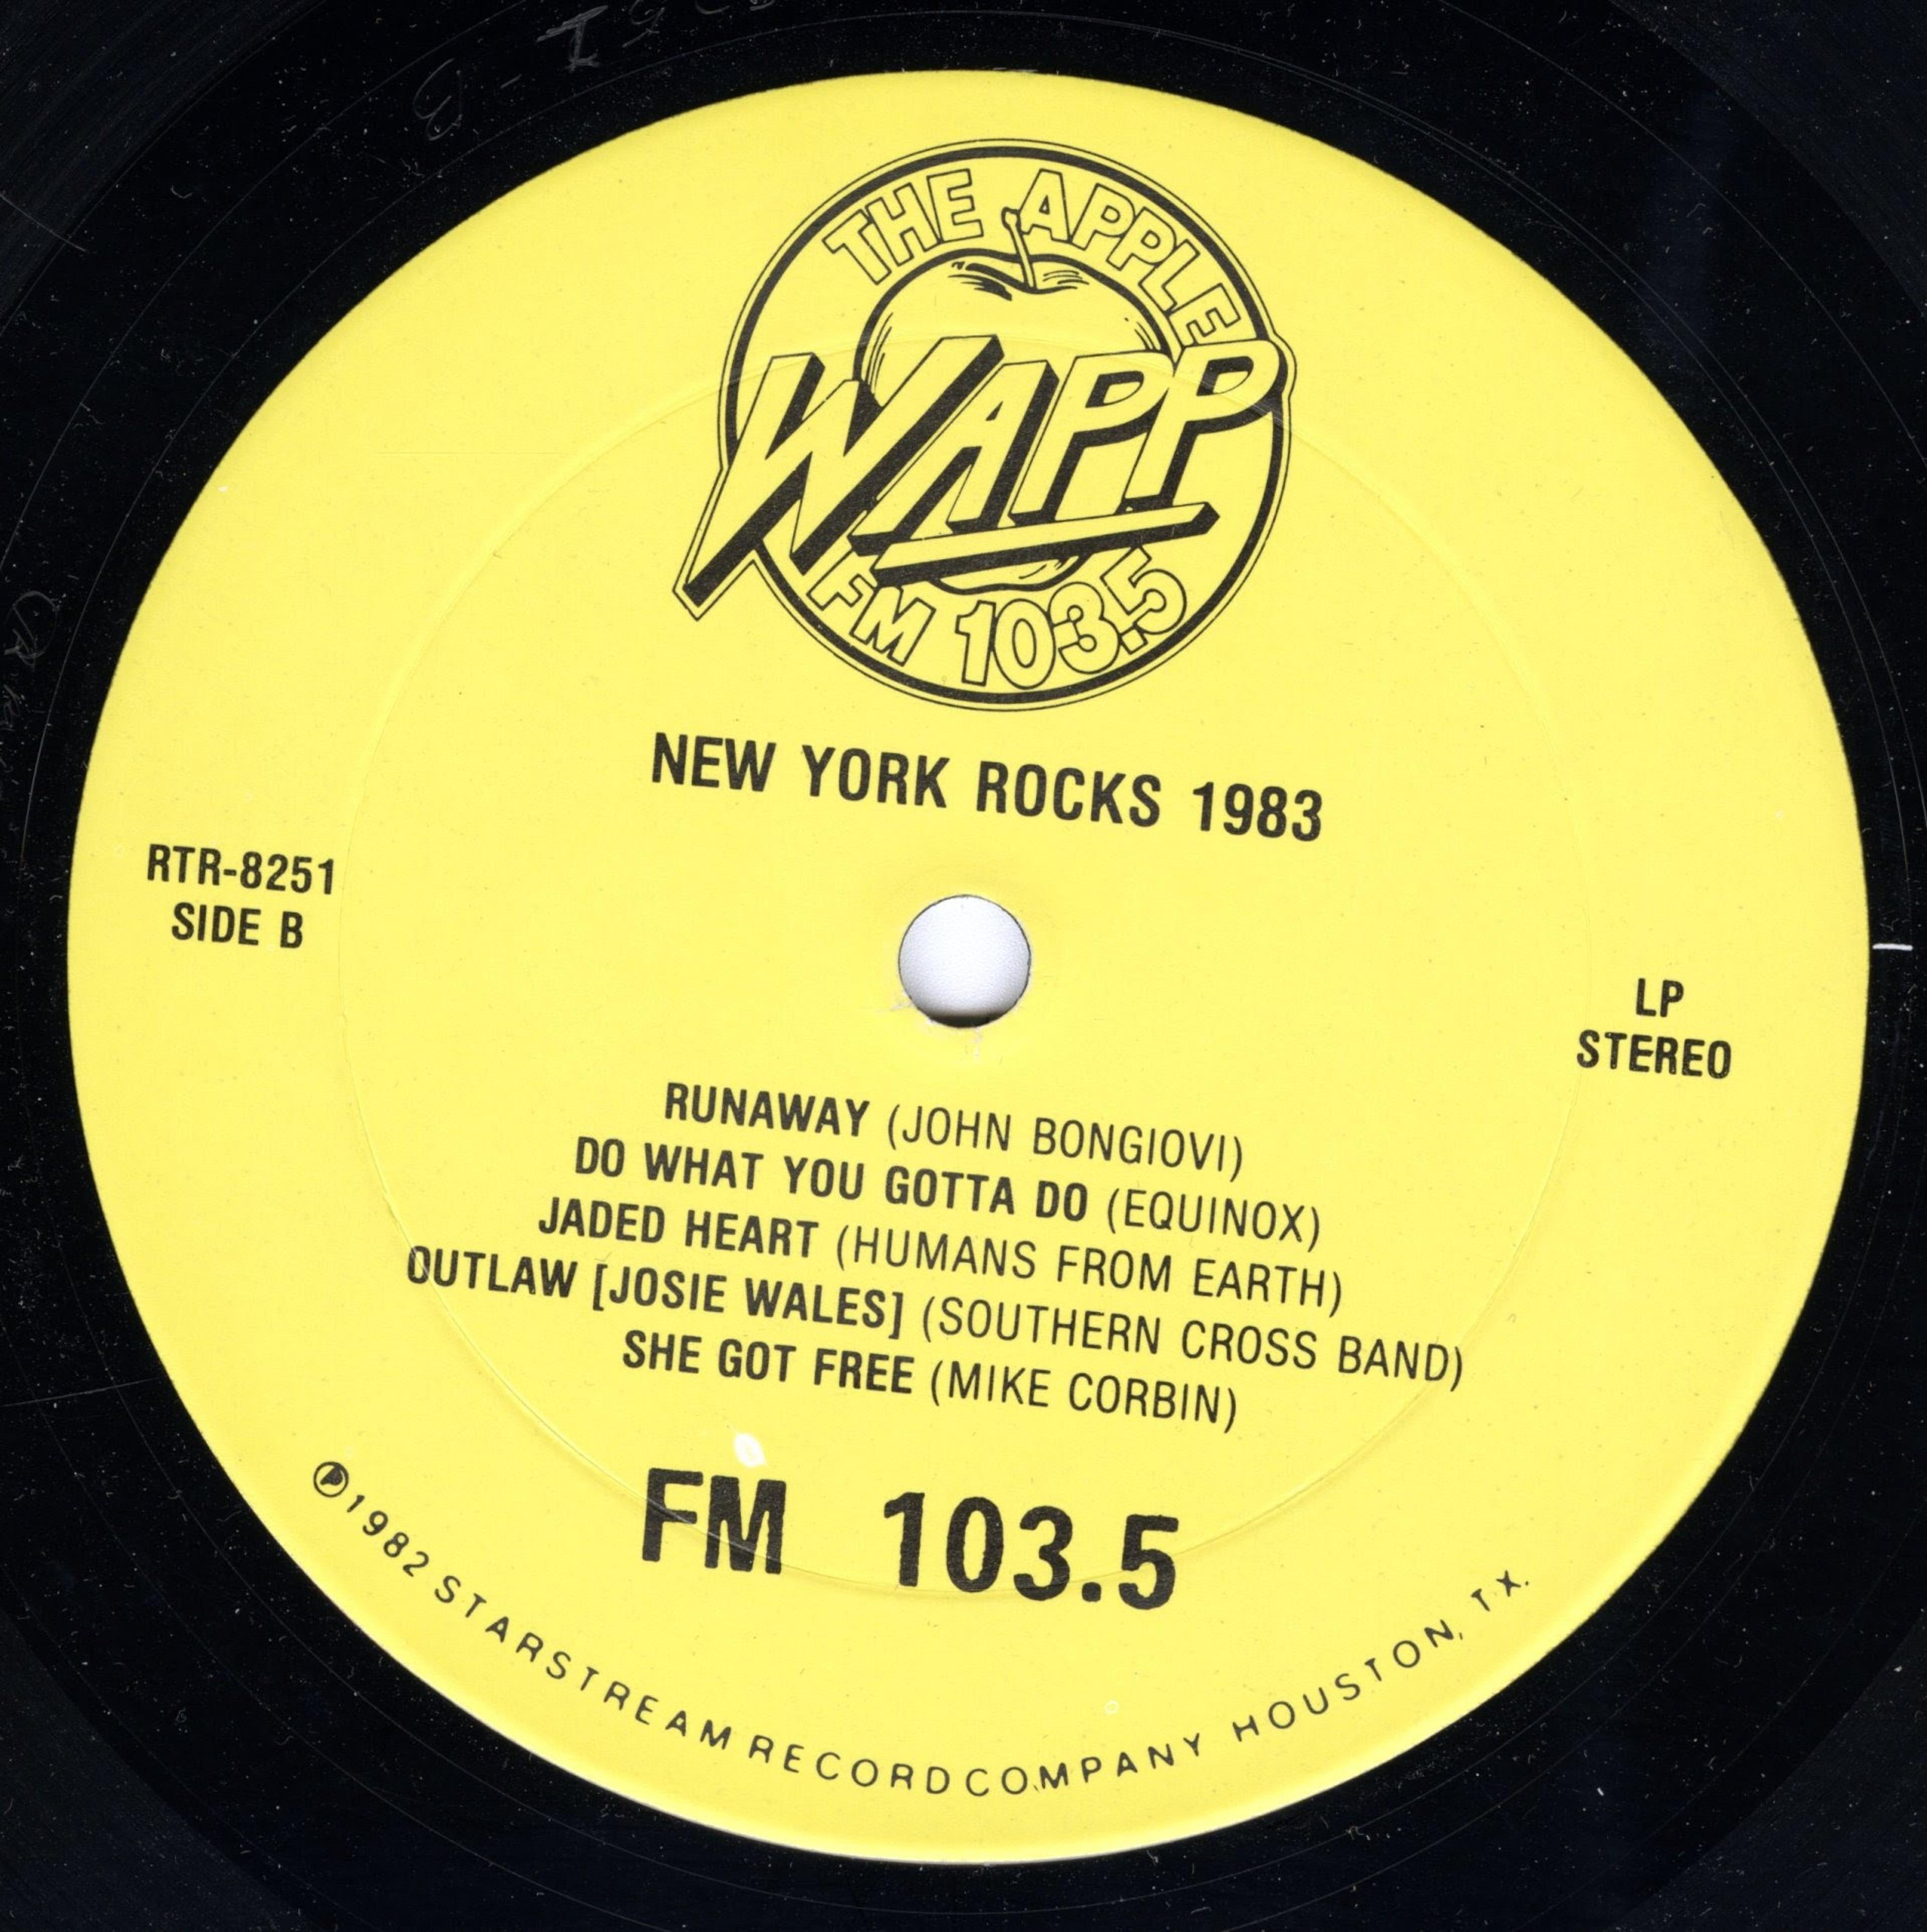 THE APPLE
WAPP
FM 103.5
NEW YORK ROCKS 1983
RTR-8251
SIDE B
LP
STEREO
RUNAWAY (JOHN BONGIOVI)
DO WHAT YOU GOTTA DO (EQUINOX)
JADED HEART (HUMANS FROM EARTH)
OUTLAW [JOSIE WALES] (SOUTHERN CROSS BAND)
SHE GOT FREE (MIKE CORBIN)
FM 103.5
℗1982 STARSTREAM RECORD COMPANY HOUSTON, TX.